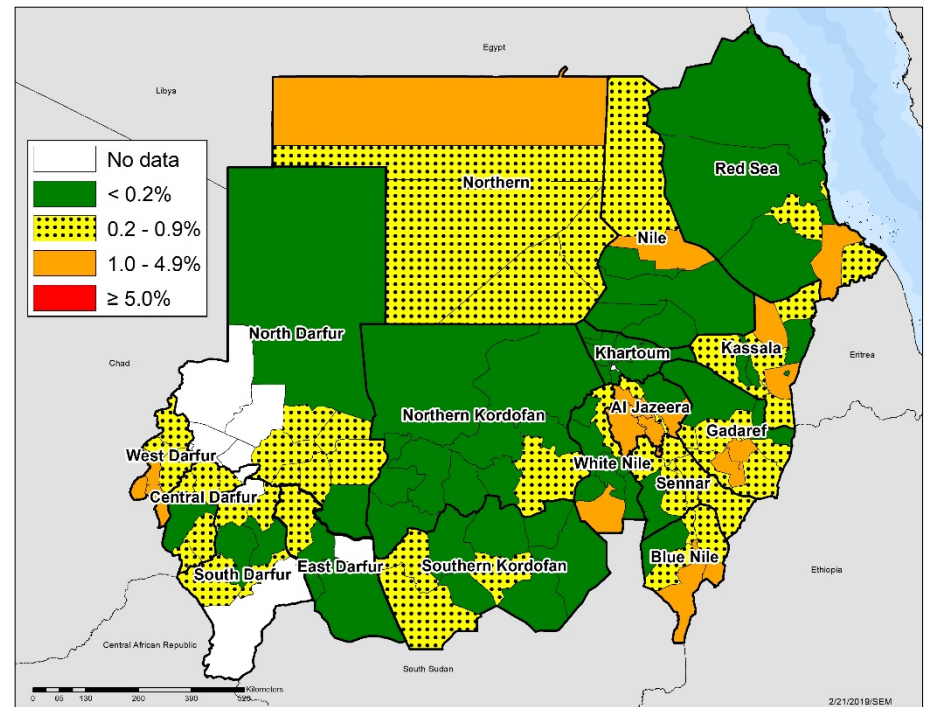 Egypt
Libya
No data
< 0.2%
0.2 - 0.9%
1.0 - 4.9%
≥ 5.0%
Red Sea
Northern
Nile
North Darfur
Chad
Khartoum
Kassala
Eritrea
Northern Kordofan
Al Jazeera
Gadaref
West Darfur
White Nile
Sennar
Central Darfur
Blue Nile
South Darfur
East Darfur
Southern Kordofan
Ethiopia
Central African Republic
South Sudan
Kilometers
0 65 130 260 390 520
2/21/2019/SEM